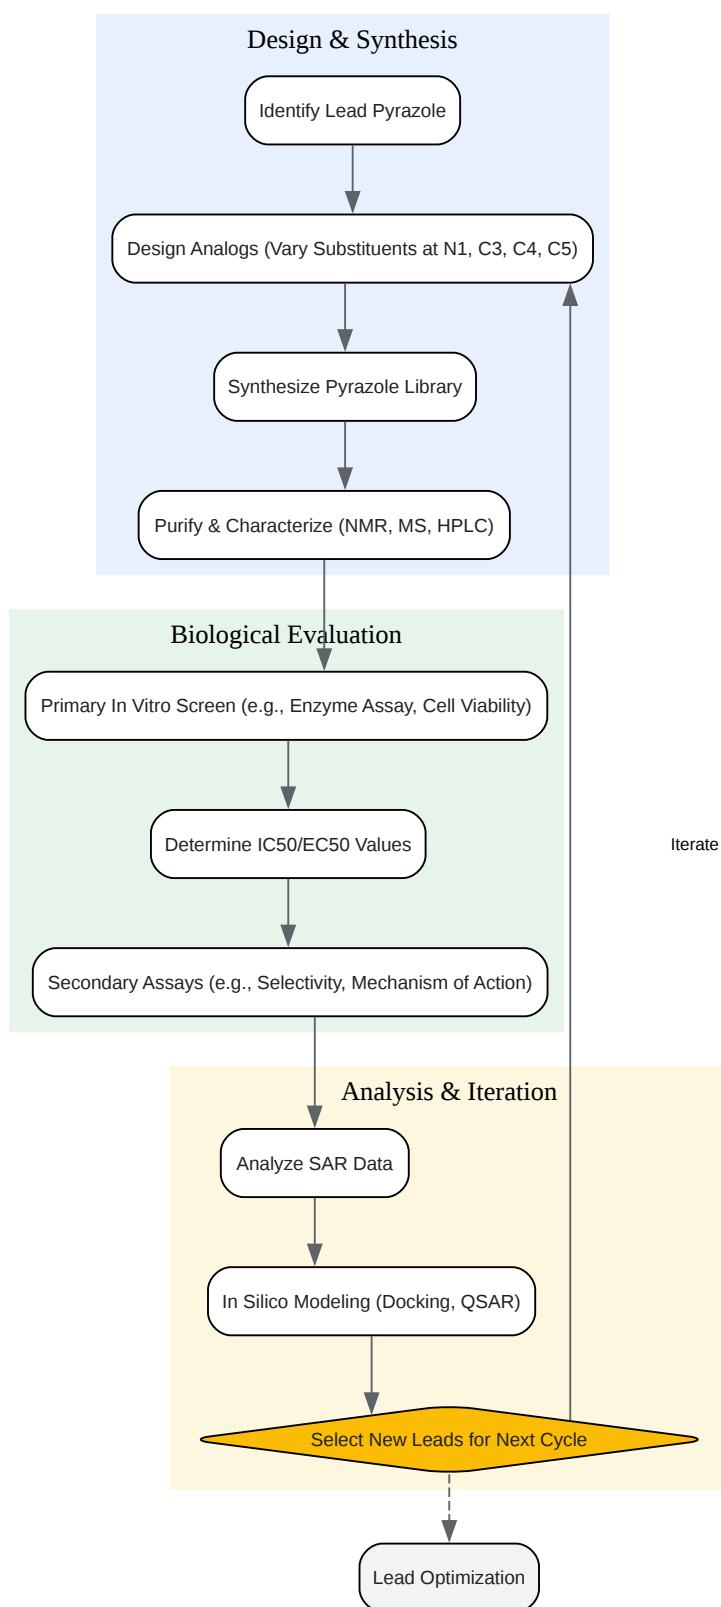 Design & Synthesis
Identify Lead Pyrazole
Design Analogs (Vary Substituents at N1, C3, C4, C5)
Synthesize Pyrazole Library
Purify & Characterize (NMR, MS, HPLC)
Biological Evaluation
Primary In Vitro Screen (e.g., Enzyme Assay, Cell Viability)
Determine IC50/EC50 Values
Iterate
Secondary Assays (e.g., Selectivity, Mechanism of Action)
Analysis & Iteration
Analyze SAR Data
In Silico Modeling (Docking, QSAR)
Select New Leads for Next Cycle
Lead Optimization